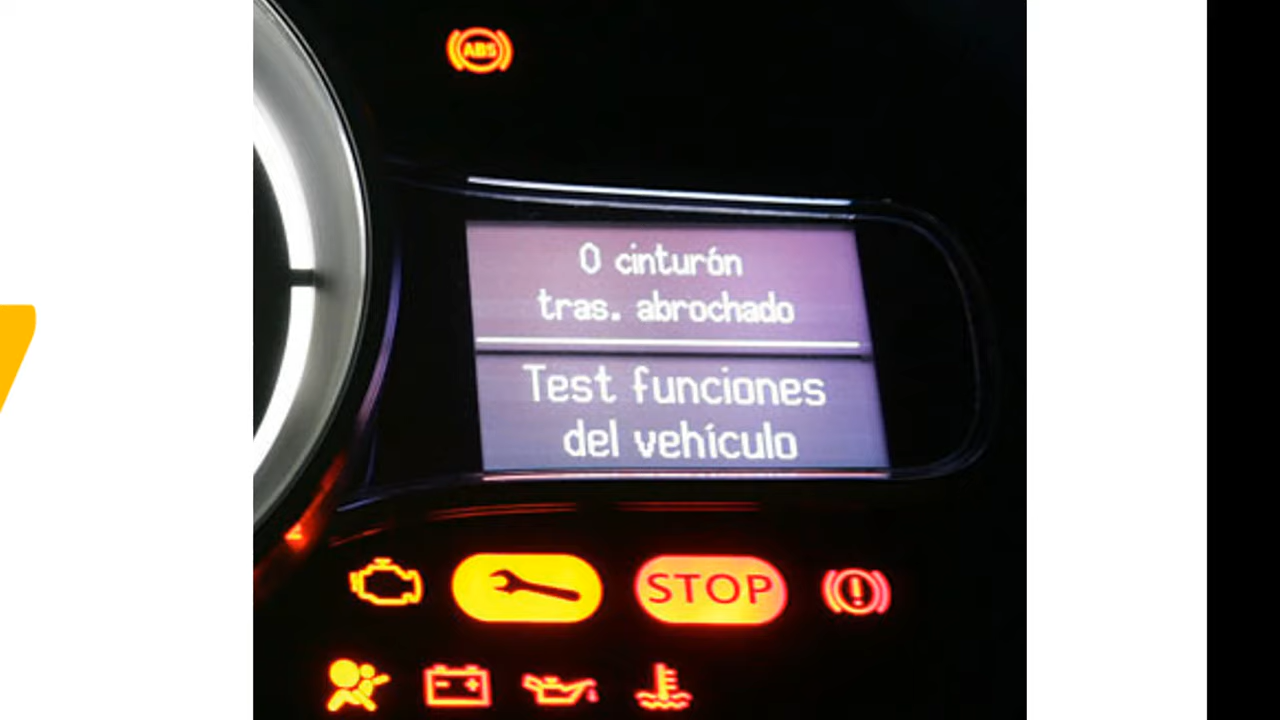 ABS
0 cinturón
tras. abrochado
Test funciones
del vehículo
STOP